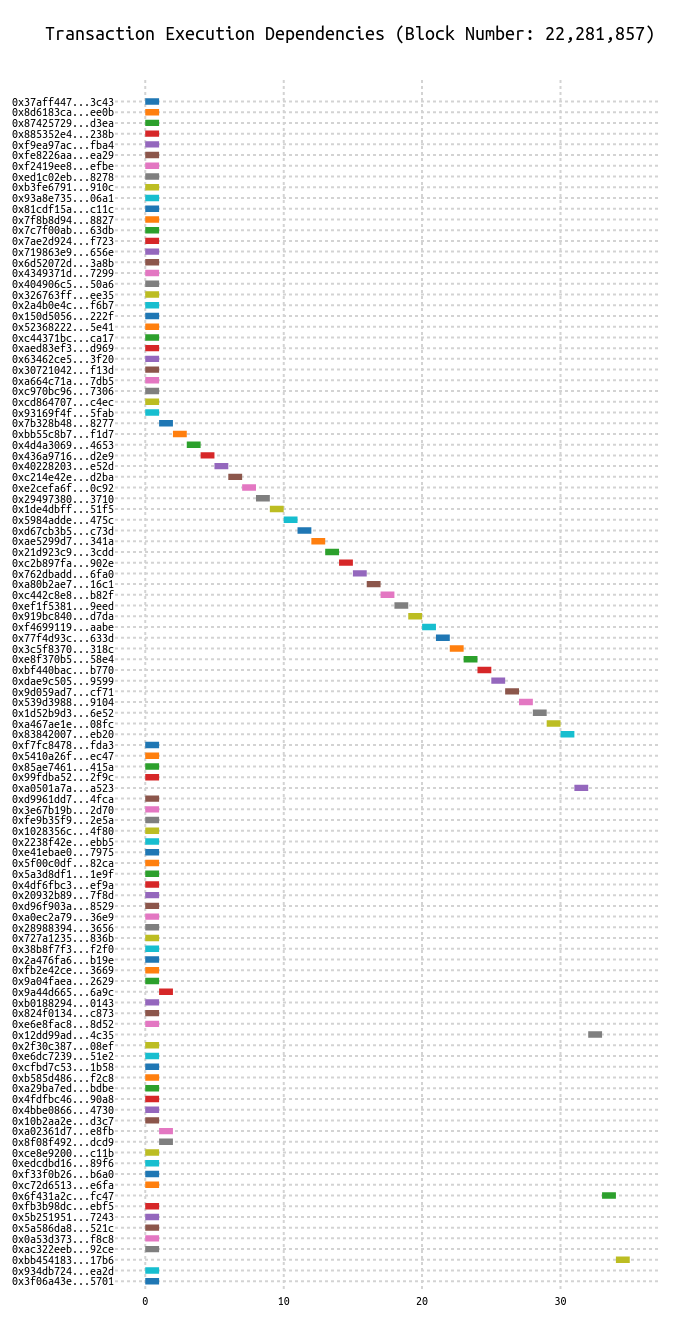 Transaction Execution Dependencies (Block Number: 22,281,857)
0x37aff447...3c43
0x8d6183ca...ee0b
0x87425729...d3ea
0x885352e4...238b
0xf9ea97ac...fba4
0xfe8226aa...ea29
0xf2419ee8...efbe
0xed1c02eb...8278
0xb3fe6791...910c
0x93a8e735...06a1
0x81cdf15a...c11c
0x7f8b8d94...8827
0x7c7f00ab...63db
0x7ae2d924...f723
0x719863e9...656e
0x6d52072d...3a8b
0x4349371d...7299
0x404906c5...50a6
0x326763ff...ee35
0x2a4b0e4c...f6b7
0x150d5056...222f
0x52368222...5e41
0xc44371bc...ca17
0xaed83ef3...d969
0x63462ce5...3f20
0x30721042...f13d
0xa664c71a...7db5
0xc970bc96...7306
0xcd864707...c4ec
0x93169f4f...5fab
0x7b328b48...8277
0xbb55c8b7...f1d7
0x4d4a3069...4653
0x436a9716...d2e9
0x40228203...e52d
0xc214e42e...d2ba
0xe2cefa6f...0c92
0x29497380...3710
0x1de4dbff...51f5
0x5984adde...475c
0xd67cb3b5...c73d
0xae5299d7...341a
0x21d923c9...3cdd
0xc2b897fa...902e
0x762dbadd...6fa0
0xa80b2ae7...16c1
0xc442c8e8...b82f
0xef1f5381...9eed
0x919bc840...d7da
0xf4699119...aabe
0x77f4d93c...633d
0x3c5f8370...318c
0xe8f370b5...58e4
0xbf440bac...b770
0xdae9c505...9599
0x9d059ad7...cf71
0x539d3988...9104
0x1d52b9d3...6e52
0xa467ae1e...08fc
0x83842007...eb20
0xf7fc8478...fda3
0x5410a26f...ec47
0x85ae7461...415a
0x99fdba52...2f9c
0xa0501a7a...a523
0xd9961dd7...4fca
0x3e67b19b...2d70
0xfe9b35f9...2e5a
0x1028356c...4f80
0x2238f42e...ebb5
0xe41ebae0...7975
0x5f00c0df...82ca
0x5a3d8df1...1e9f
0x4df6fbc3...ef9a
0x20932b89...7f8d
0xd96f903a...8529
0xa0ec2a79...36e9
0x28988394...3656
0x727a1235...836b
0x38b8f7f3...f2f0
0x2a476fa6...b19e
0xfb2e42ce...3669
0x9a04faea...2629
0x9a44d665...6a9c
0xb0188294...0143
0x824f0134...c873
0xe6e8fac8...8d52
0x12dd99ad...4c35
0x2f30c387...08ef
0xe6dc7239...51e2
0xcfbd7c53...1b58
0xb585d486...f2c8
0xa29ba7ed...bdbe
0x4fdfbc46...90a8
0x4bbe0866...4730
0x10b2aa2e...d3c7
0xa02361d7...e8fb
0x8f08f492...dcd9
0xce8e9200...c11b
0xedcdbd16...89f6
0xf33f0b26...b6a0
0xc72d6513...e6fa
0x6f431a2c...fc47
0xfb3b98dc...ebf5
0x5b251951...7243
0x5a586da8...521c
0x0a53d373...f8c8
0xac322eeb...92ce
0xbb454183...17b6
0x934db724...ea2d
0x3f06a43e...5701
0 10 20 30